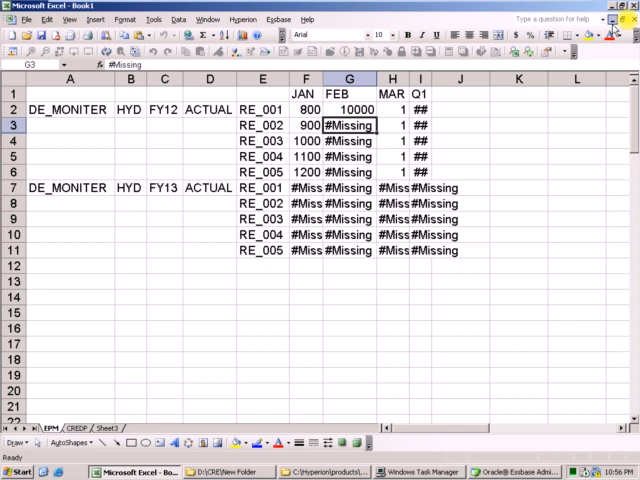 Microsoft Excel - Book1
File Edit View Insert Format Tools Data Window Hyperion Essbase Help
Type a question for help
Arial 10 B I U
G3 fx #Missing
A B C D E F G H I J K L
1 JAN FEB MAR Q1
2 DE_MONITER HYD FY12 ACTUAL RE_001 800 10000 1 ##
3 RE_002 900 #Missing 1 ##
4 RE_003 1000 #Missing 1 ##
5 RE_004 1100 #Missing 1 ##
6 RE_005 1200 #Missing 1 ##
7 DE_MONITER HYD FY13 ACTUAL RE_001 #Miss #Missing #Miss #Missing
8 RE_002 #Miss #Missing #Miss #Missing
9 RE_003 #Miss #Missing #Miss #Missing
10 RE_004 #Miss #Missing #Miss #Missing
11 RE_005 #Miss #Missing #Miss #Missing
12
13
14
15
16
17
18
19
20
21
22
EPM CREDP Sheet3
Draw AutoShapes
Ready
Start Microsoft Excel - Bo... D:\CRE\New Folder C:\Hyperion\products\... Windows Task Manager Oracle® Essbase Admi... 10:56 PM